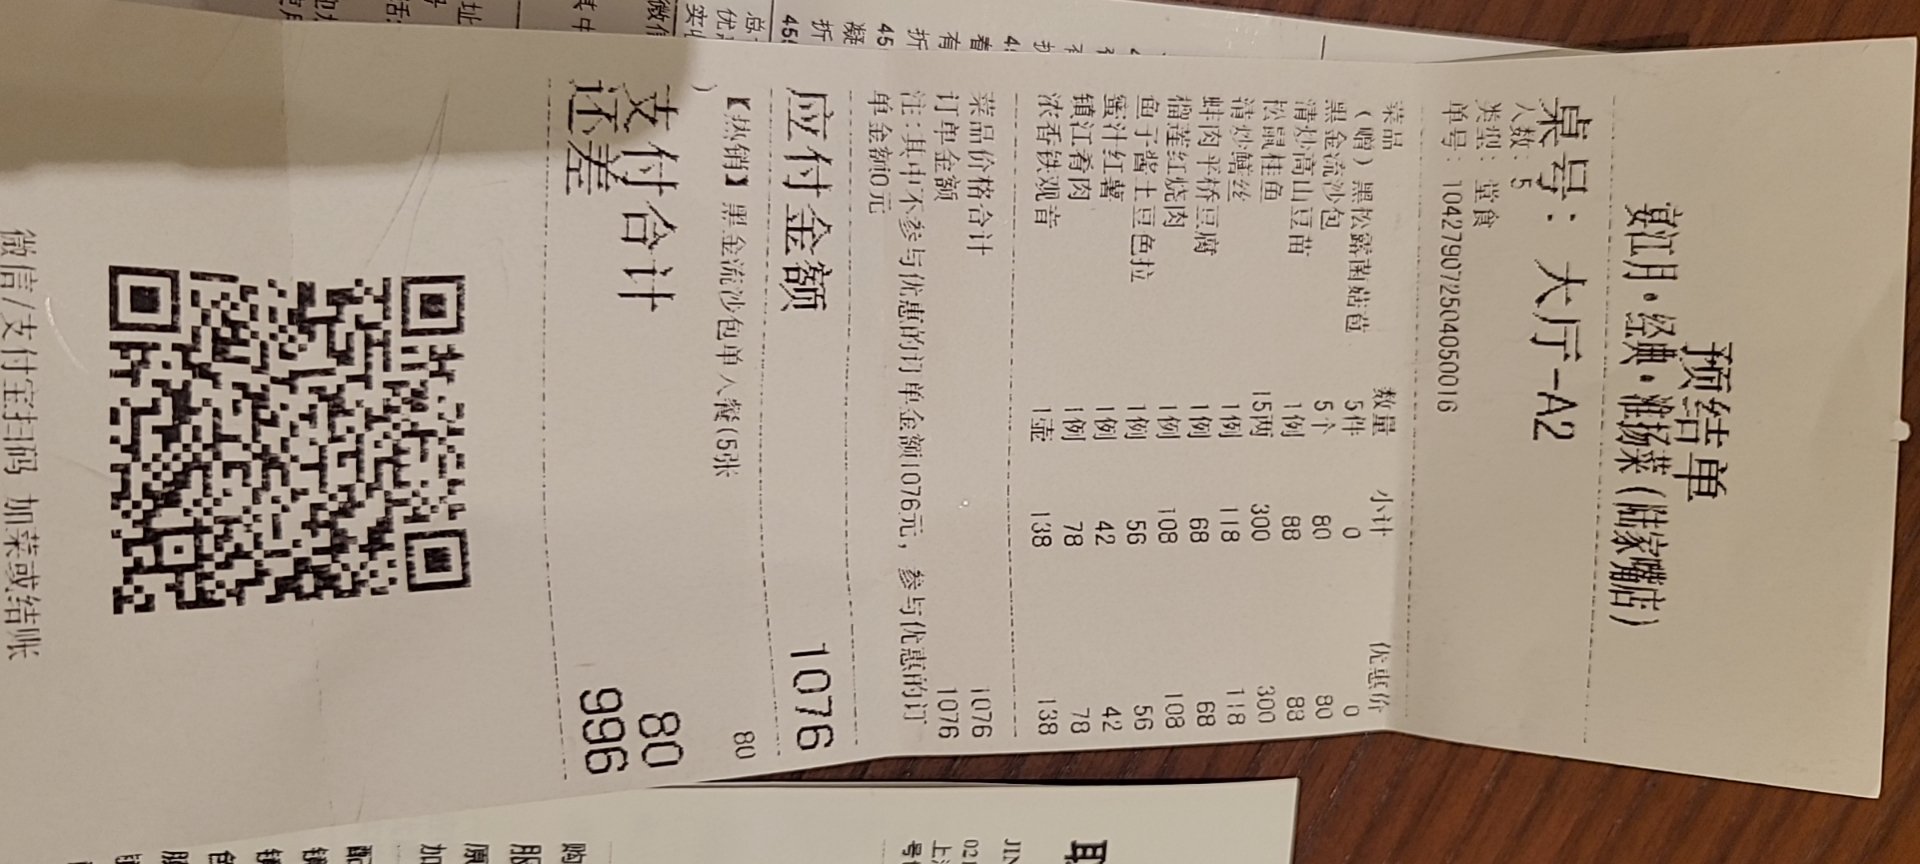 预结单
宴江月·经典·淮扬菜(陆家嘴店)
桌号：大厅-A2
人数：5
类型：堂食
单号：104279072504050016
菜品 数量 小计 优惠价
(赠)黑松露菌菇包 5件 0 0
黑金流沙包 5个 80 80
清炒高山豆苗 1例 88 88
松鼠桂鱼 15两 300 300
清炒鳝丝 1例 118 118
蚌肉平桥豆腐 1例 68 68
榴莲红烧肉 1例 108 108
鱼子酱土豆色拉 1例 56 56
蜜汁红薯 1例 42 42
镇江肴肉 1例 78 78
浓香铁观音 1壶 138 138
菜品价格合计 1076
订单金额 1076
注：其中不参与优惠的订单金额1076元，参与优惠的订
单金额0元
应付金额 1076
【热销】黑金流沙包单人餐(5张 80
)
支付合计 80
还差 996
微信/支付宝扫码 加菜或结账